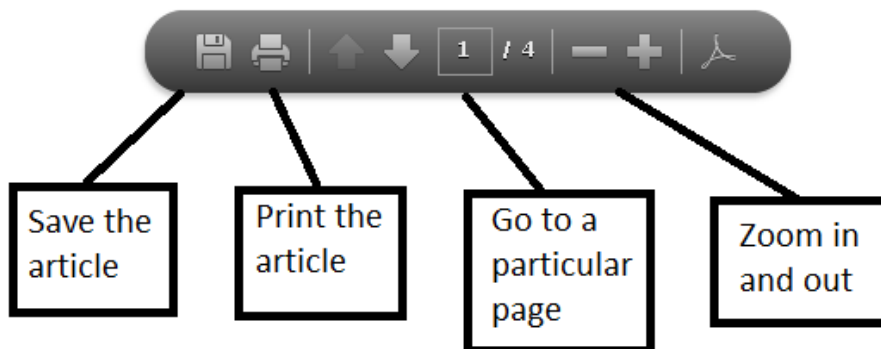 1 / 4
Save the
article
Print the
article
Go to a
particular
page
Zoom in
and out